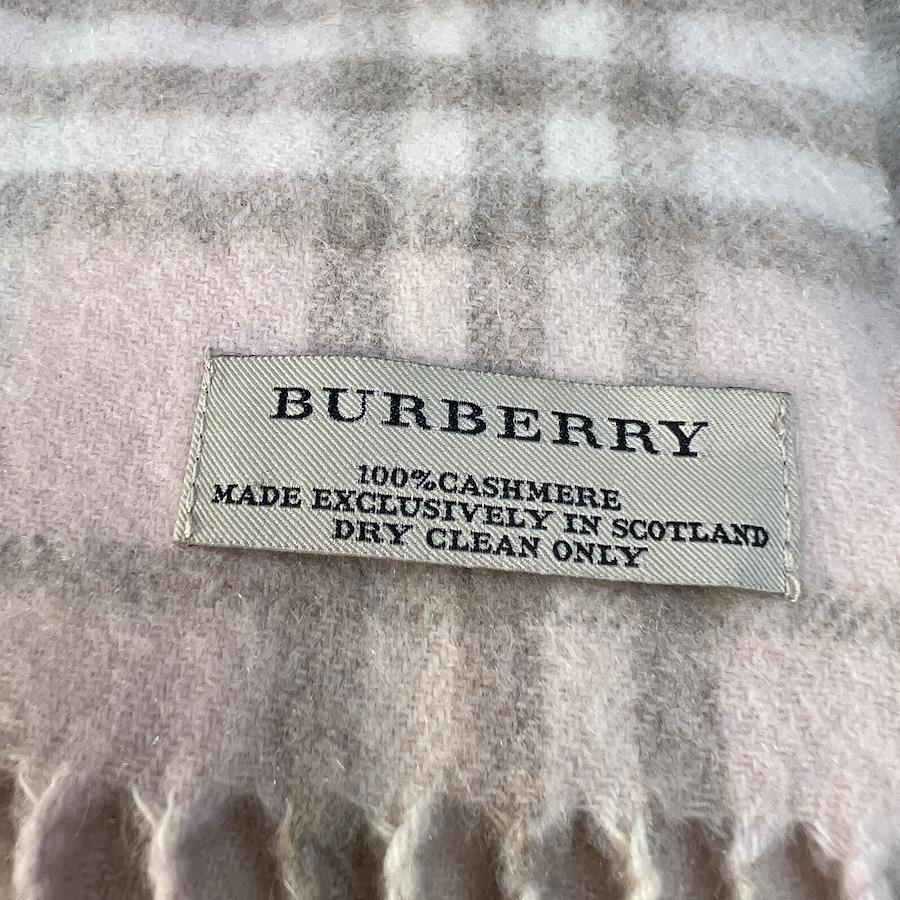 BURBERRY
100%CASHMERE
MADE EXCLUSIVELY IN SCOTLAND
DRY CLEAN ONLY